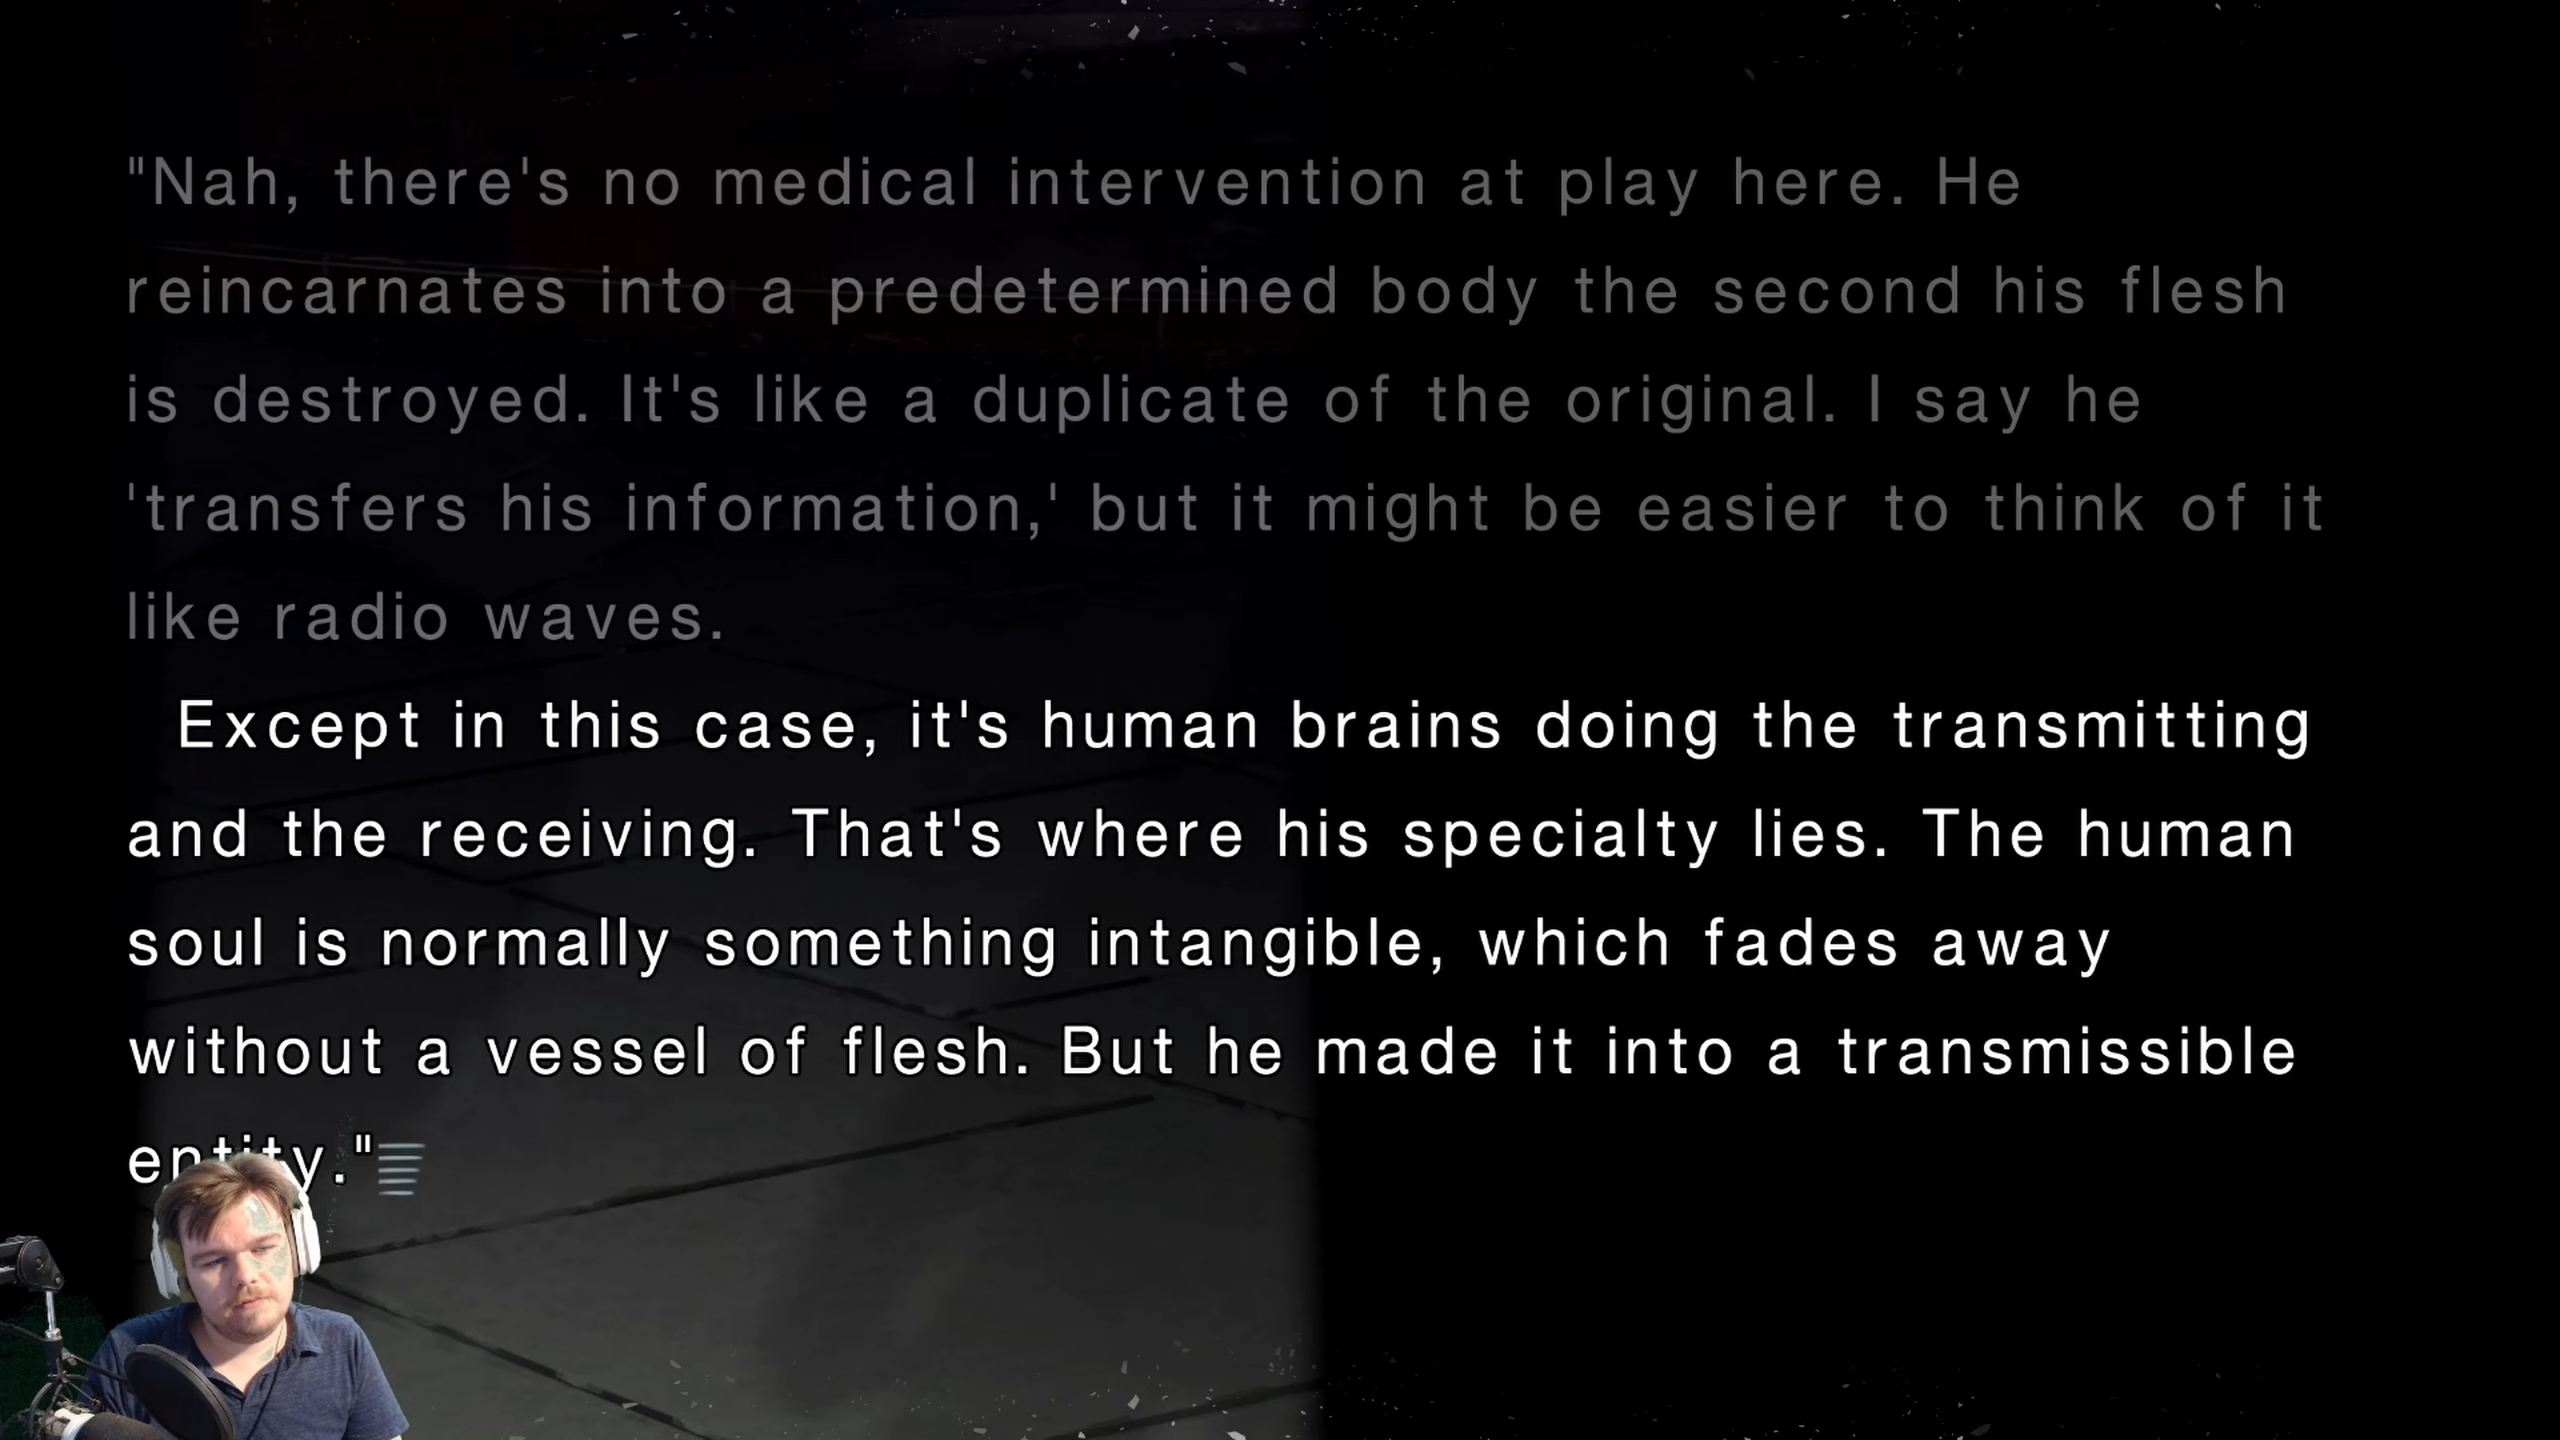 "Nah, there's no medical intervention at play here. He
reincarnates into a predetermined body the second his flesh
is destroyed. It's like a duplicate of the original. I say he
'transfers his information,' but it might be easier to think of it
like radio waves.
Except in this case, it's human brains doing the transmitting
and the receiving. That's where his specialty lies. The human
soul is normally something intangible, which fades away
without a vessel of flesh. But he made it into a transmissible
entity."